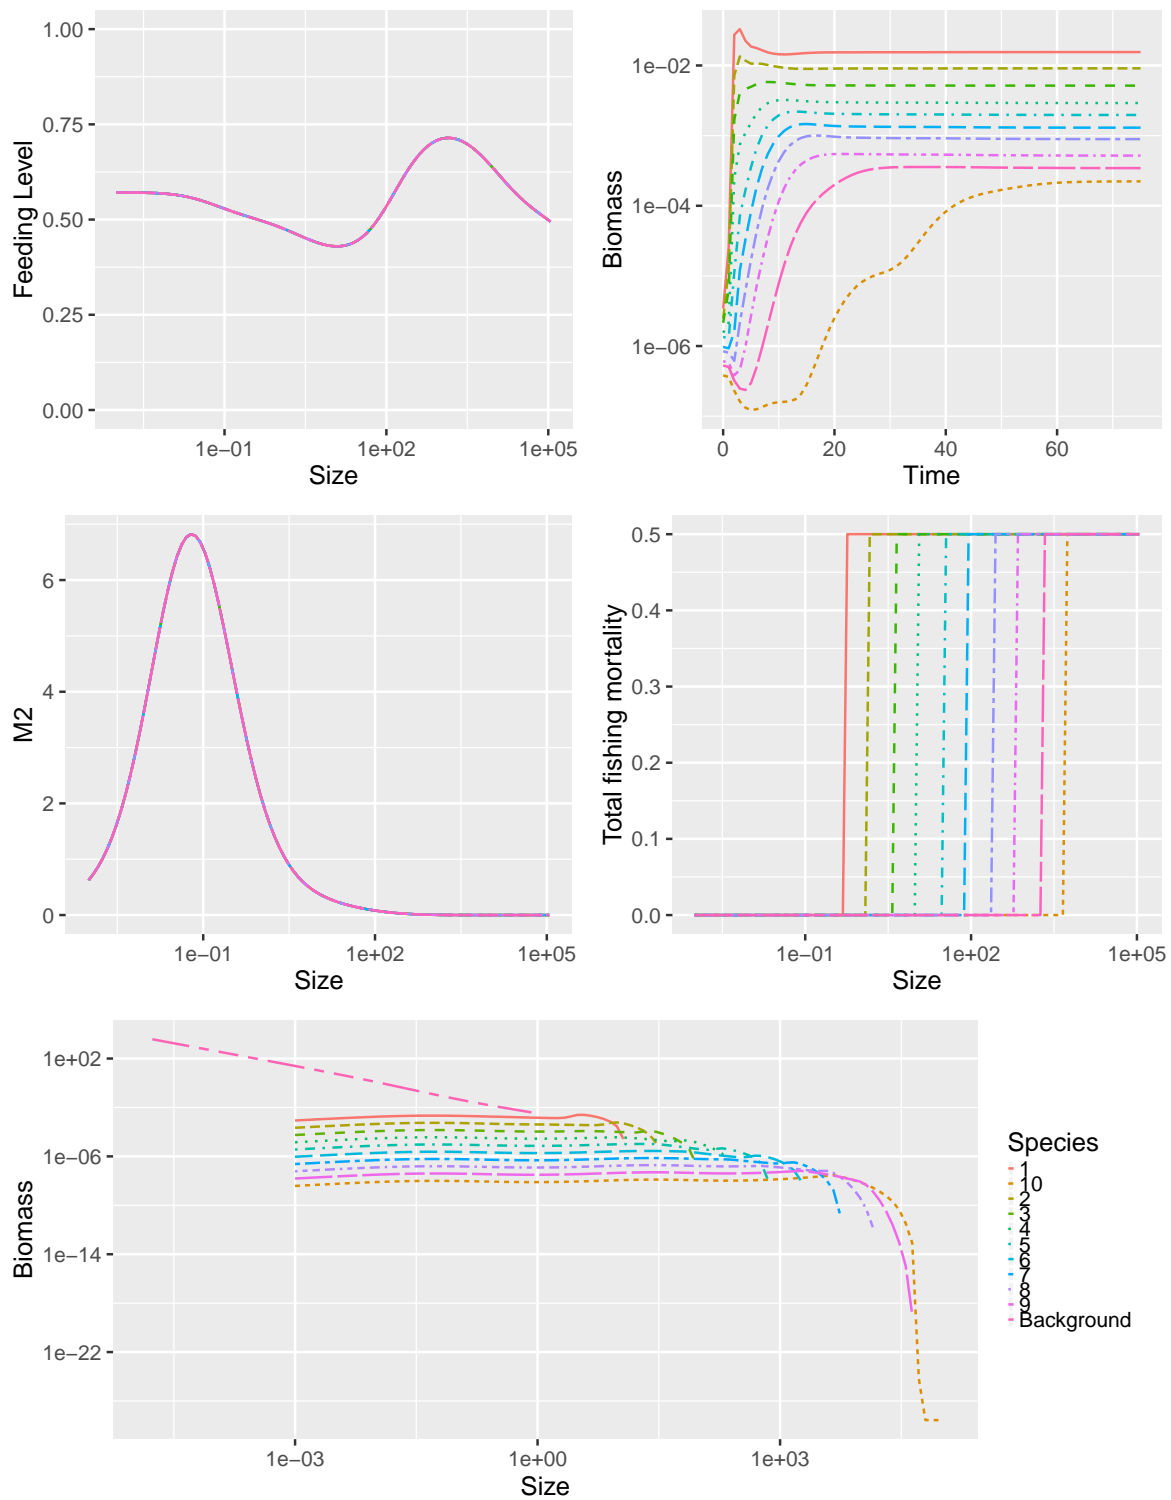 1.00
0.75
0.50
0.25
0.00
Feeding Level
1e−01
1e+02
1e+05
Size
1e−02
1e−04
1e−06
Biomass
0
20
40
60
Time
6
4
2
0
M2
1e−01
1e+02
1e+05
Size
0.5
0.4
0.3
0.2
0.1
0.0
Total fishing mortality
1e−01
1e+02
1e+05
Size
1e+02
1e−06
1e−14
1e−22
Biomass
1e−03
1e+00
1e+03
Size
Species
1
10
2
3
4
5
6
7
8
9
Background